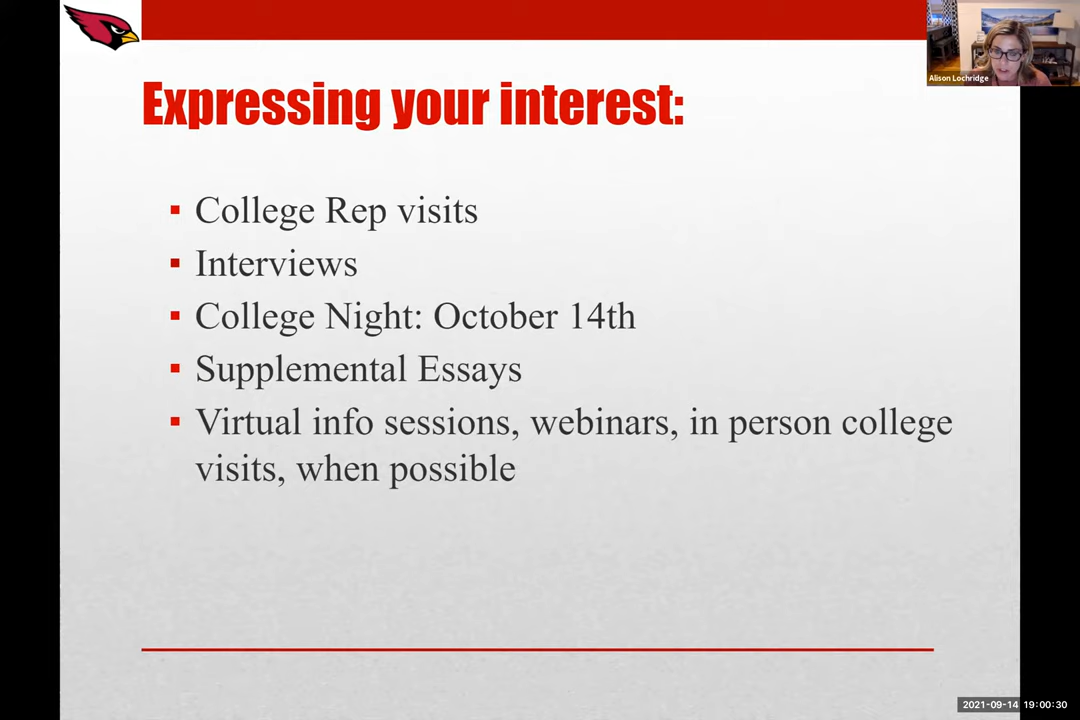 Alison Lochridge
Expressing your interest:
College Rep visits
Interviews
College Night: October 14th
Supplemental Essays
Virtual info sessions, webinars, in person college
visits, when possible
2021-09-14 19:00:30